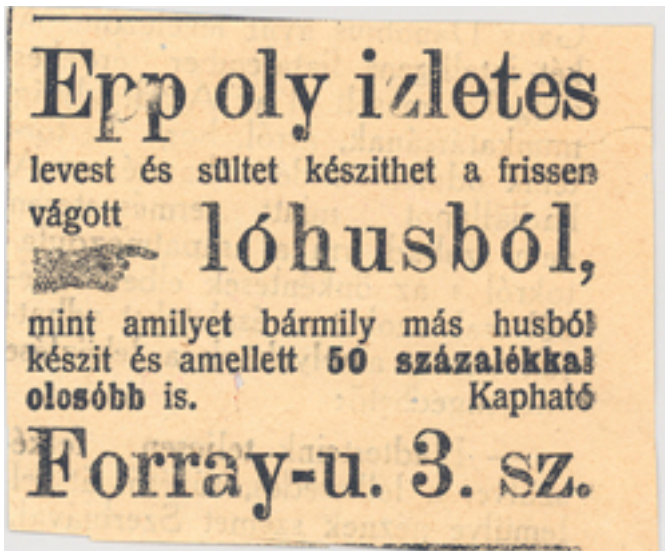 Epp oly izletes
levest és sültet készithet a frissen
vágott
lóhusból,
mint amilyet bármily más husból
készit és amellett 50 százalékkal
olosóbb is. Kapható
Forray-u. 3. sz.